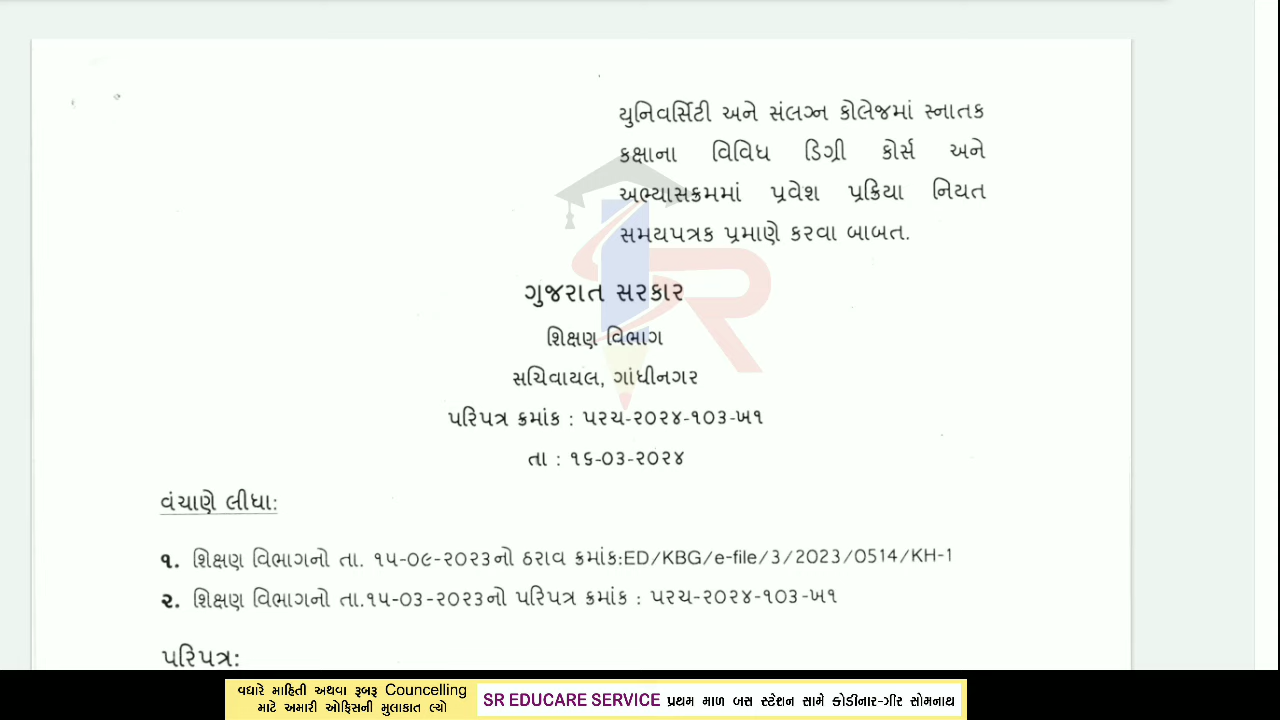 યુનિવર્સિટી અને સંલગ્ન કોલેજમાં સ્નાતક
કક્ષાના વિવિધ ડિગ્રી કોર્સ અને
અભ્યાસક્રમમાં પ્રવેશ પ્રક્રિયા નિયત
સમયપત્રક પ્રમાણે કરવા બાબત.
ગુજરાત સરકાર
શિક્ષણ વિભાગ
સચિવાયલ, ગાંધીનગર
પરિપત્ર ક્રમાંક : પરચ-૨૦૨૪-૧૦૩-ખ૧
તા : ૧૬-૦૩-૨૦૨૪
વંચાણે લીધા:
૧. શિક્ષણ વિભાગનો તા. ૧૫-૦૯-૨૦૨૩નો ઠરાવ ક્રમાંક:ED/KBG/e-file/3/2023/0514/KH-1
૨. શિક્ષણ વિભાગનો તા.૧૫-૦૩-૨૦૨૩નો પરિપત્ર ક્રમાંક : પરચ-૨૦૨૪-૧૦૩-ખ૧
પરિપત્ર:
વધારે માહિતી અથવા રૂબરૂ Councelling
માટે અમારી ઓફિસની મુલાકાત લ્યો
SR EDUCARE SERVICE પ્રથમ માળ બસ સ્ટેશન સામે કોડીનાર-ગીર સોમનાથ